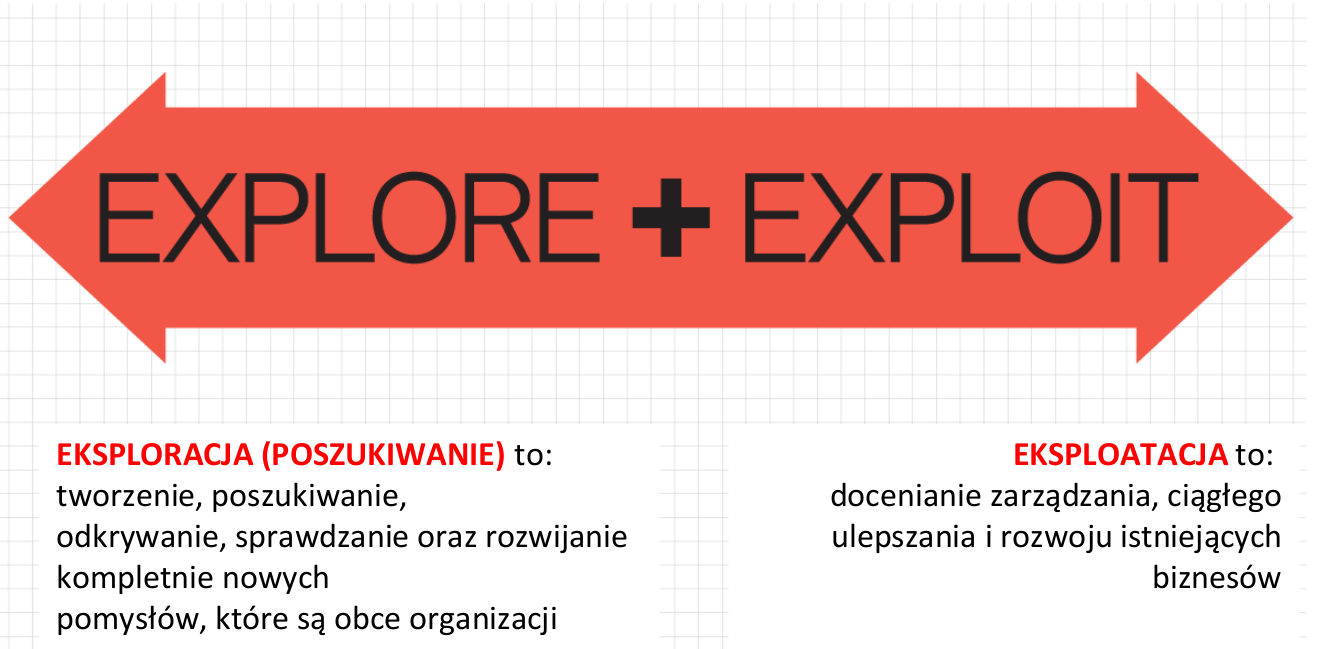 EXPLORE + EXPLOIT
EKSPLORACJA (POSZUKIWANIE) to:
tworzenie, poszukiwanie,
odkrywanie, sprawdzanie oraz rozwijanie
kompletnie nowych
pomysłów, które są obce organizacji
EKSPLOATACJA to:
docenianie zarządzania, ciągłego
ulepszania i rozwoju istniejących
biznesów